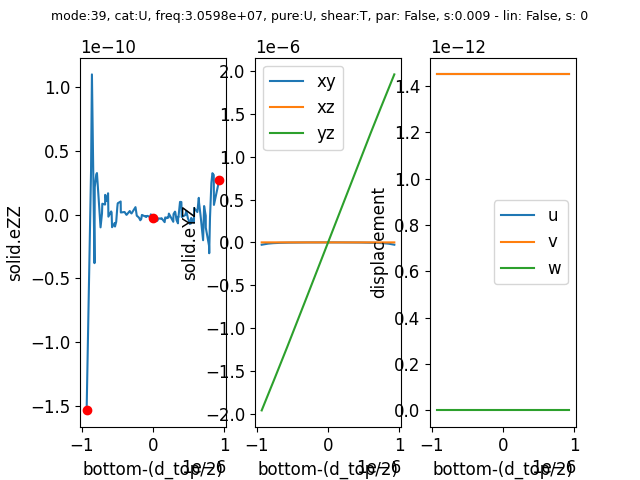 mode:39, cat:U, freq:3.0598e+07, pure:U, shear:T, par: False, s:0.009 - lin: False, s: 0
1e−10
1.0
0.5
0.0
−0.5
−1.0
−1.5
solid.eZZ
−1 0 1
bottom-(d_top/2)
1e−6
1e−6
xy
xz
yz
2.0
1.5
1.0
0.5
0.0
−0.5
−1.0
−1.5
−2.0
solid.eYZ
−1 0 1
bottom-(d_top/2)
1e−6
1e−12
u
v
w
1.4
1.2
1.0
0.8
0.6
0.4
0.2
0.0
displacement
−1 0 1
bottom-(d_top/2)
1e−6